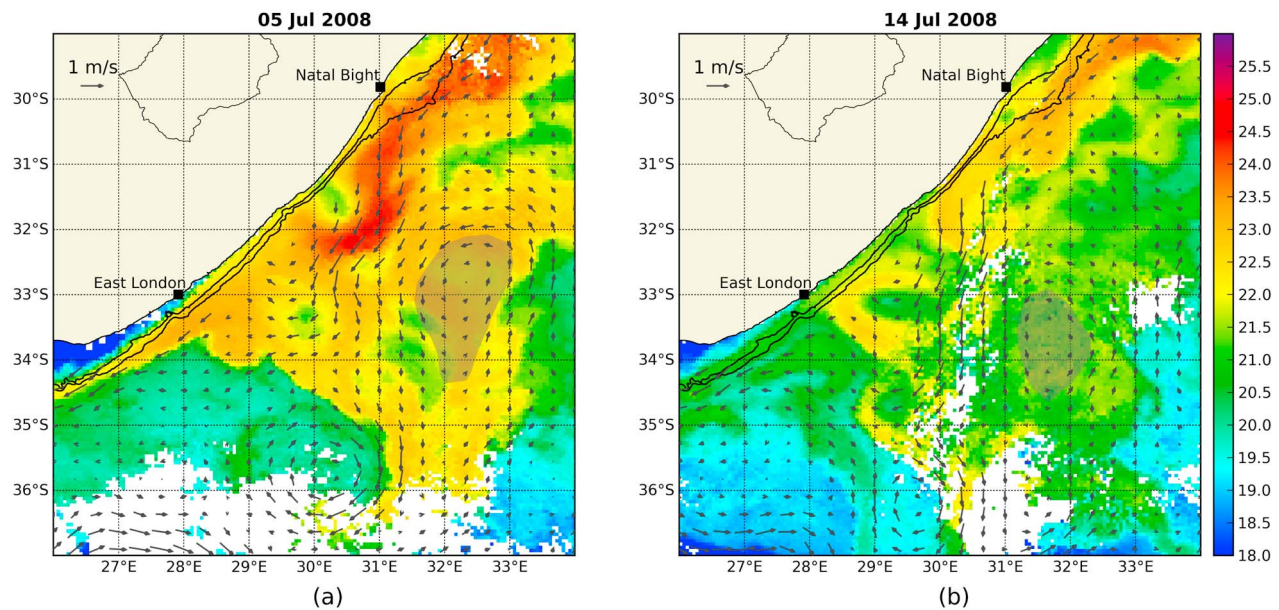 05 Jul 2008
14 Jul 2008
1 m/s
Natal Bight
East London
30°S
31°S
32°S
33°S
34°S
35°S
36°S
27°E 28°E 29°E 30°E 31°E 32°E 33°E
(a)
1 m/s
Natal Bight
East London
30°S
31°S
32°S
33°S
34°S
35°S
36°S
27°E 28°E 29°E 30°E 31°E 32°E 33°E
(b)
25.5
25.0
24.5
24.0
23.5
23.0
22.5
22.0
21.5
21.0
20.5
20.0
19.5
19.0
18.5
18.0